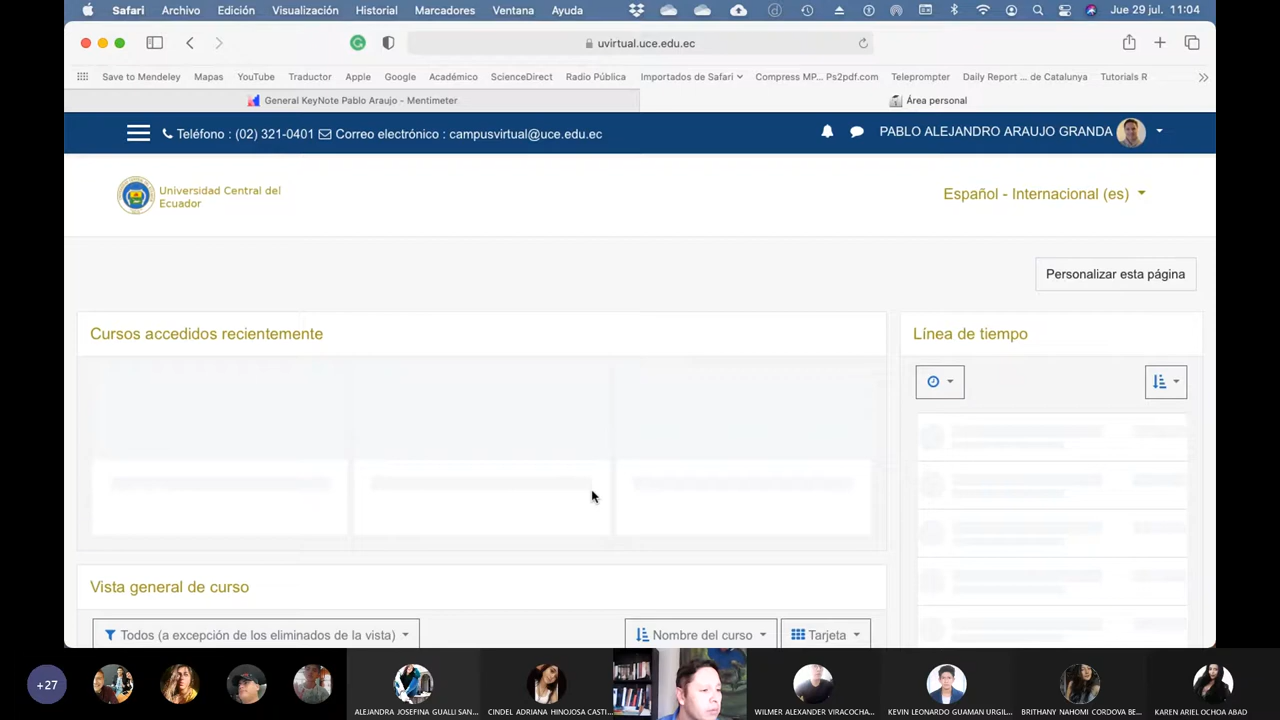 Safari Archivo Edición Visualización Historial Marcadores Ventana Ayuda Jue 29 jul. 11:04
uvirtual.uce.edu.ec
Save to Mendeley Mapas YouTube Traductor Apple Google Académico ScienceDirect Radio Pública Importados de Safari Compress MP... Ps2pdf.com Teleprompter Daily Report ... de Catalunya Tutorials R
General KeyNote Pablo Araujo - Mentimeter Área personal
Teléfono : (02) 321-0401 Correo electrónico : campusvirtual@uce.edu.ec PABLO ALEJANDRO ARAUJO GRANDA
Universidad Central del
Ecuador
Español - Internacional (es)
Personalizar esta página
Cursos accedidos recientemente
Línea de tiempo
Vista general de curso
Todos (a excepción de los eliminados de la vista) Nombre del curso Tarjeta
+27
ALEJANDRA JOSEFINA GUALLI SAN... CINDEL ADRIANA HINOJOSA CASTI... WILMER ALEXANDER VIRACOCHA... KEVIN LEONARDO GUAMAN URGIL... BRITHANY NAHOMI CORDOVA BE... KAREN ARIEL OCHOA ABAD